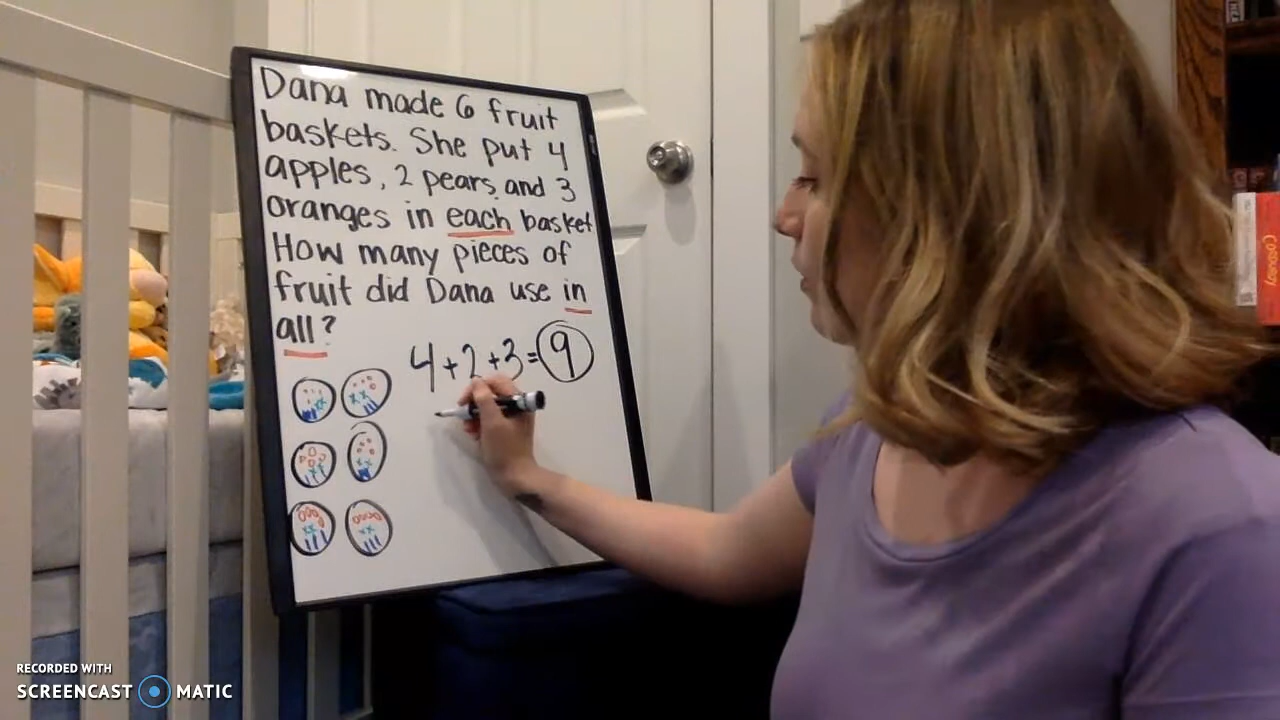 Dana made 6 fruit
baskets. She put 4
apples, 2 pears, and 3
oranges in each basket
How many pieces of
fruit did Dana use in
all?
4+2+3=9
RECORDED WITH
SCREENCAST MATIC